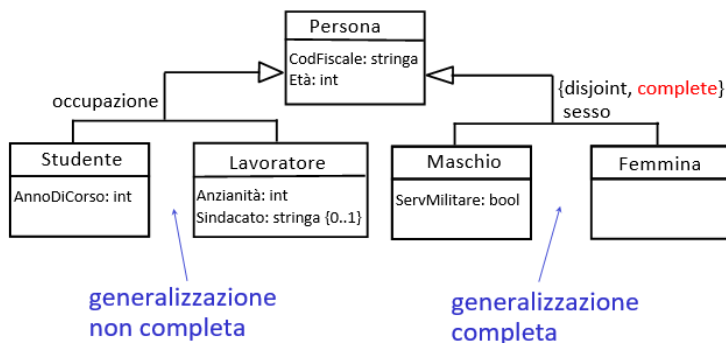 Persona
CodFiscale: stringa
Età: int
occupazione
{disjoint, complete}
sesso
Studente
AnnoDiCorso: int
Lavoratore
Anzianità: int
Sindacato: stringa {0..1}
Maschio
ServMilitare: bool
Femmina
generalizzazione
non completa
generalizzazione
completa